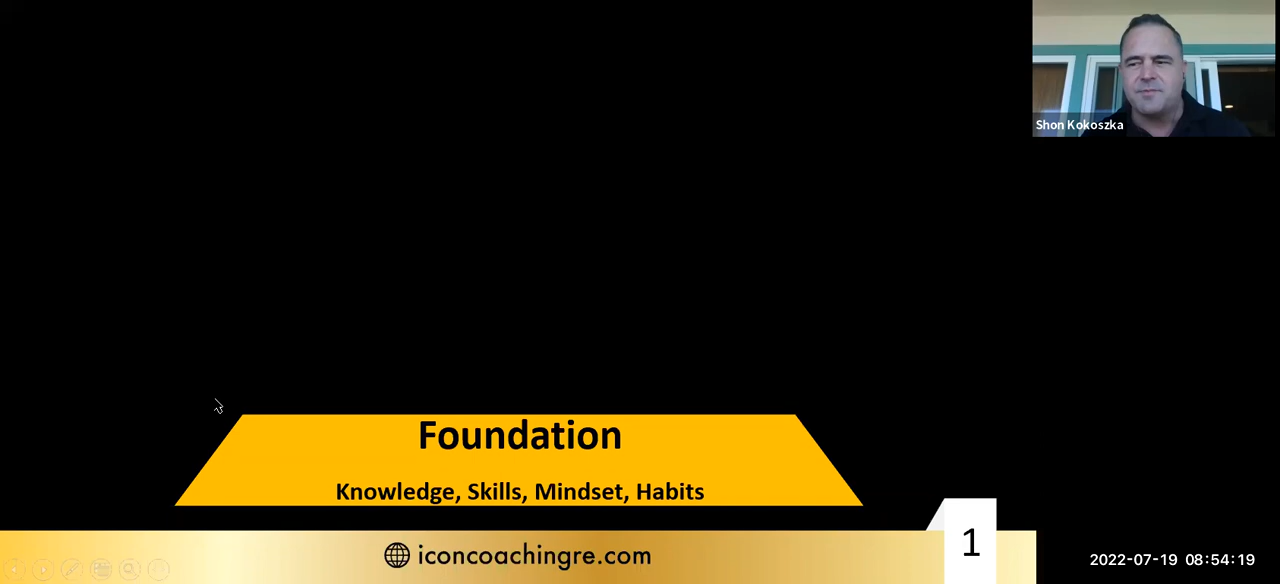 Shon Kokoszka
Foundation
Knowledge, Skills, Mindset, Habits
iconcoachingre.com
1
2022-07-19 08:54:19